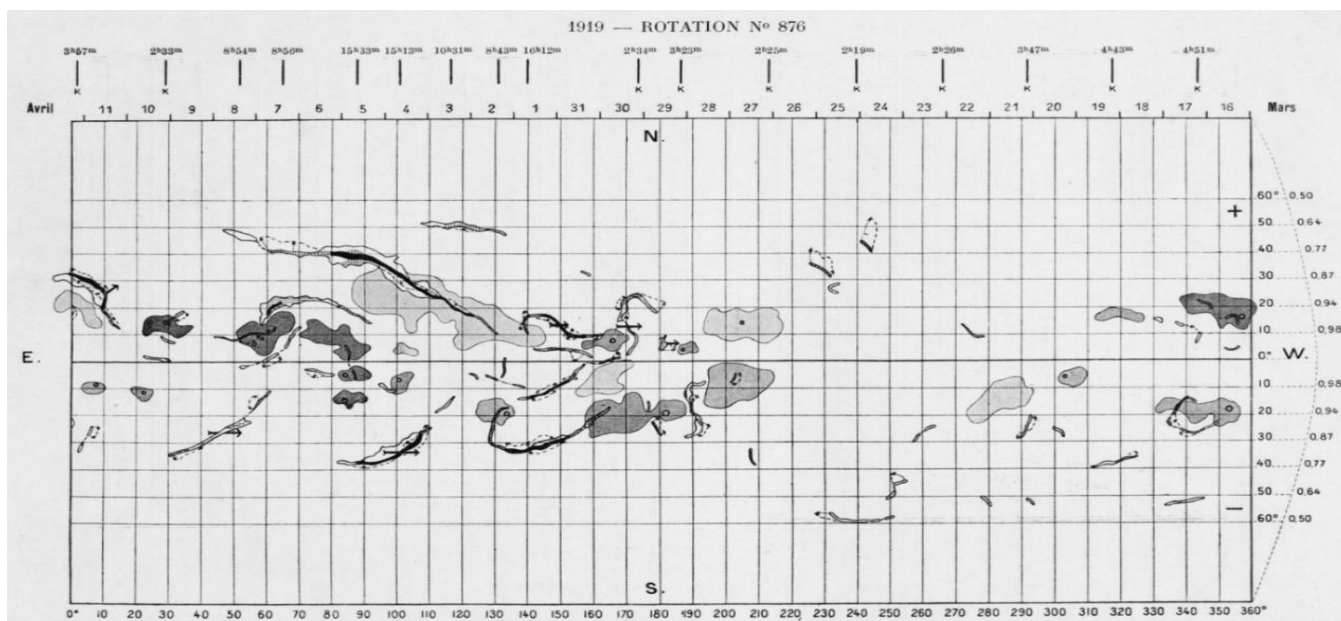 1919 — ROTATION Nº 876
3ʰ57ᵐ 2ʰ33ᵐ 8ʰ54ᵐ 8ʰ56ᵐ 15ʰ33ᵐ 15ʰ13ᵐ 10ʰ31ᵐ 8ʰ43ᵐ 16ʰ12ᵐ 2ʰ34ᵐ 3ʰ23ᵐ 2ʰ25ᵐ 2ʰ19ᵐ 2ʰ26ᵐ 3ʰ47ᵐ 4ʰ43ᵐ 4ʰ51ᵐ
K K K K K K K K K K
Avril 11 10 9 8 7 6 5 4 3 2 1 31 30 29 28 27 26 25 24 23 22 21 20 19 18 17 16 Mars
N.
60° 0,50
+
50 0,64
40 0,77
30 0,87
20 0,94
10 0,98
E. 0° W.
10 0,98
20 0,94
30 0,87
40 0,77
50 0,64
—
60° 0,50
S.
0° 10 20 30 40 50 60 70 80 90 100 110 120 130 140 150 160 170 180 190 200 210 220 230 240 250 260 270 280 290 300 310 320 330 340 350 360°